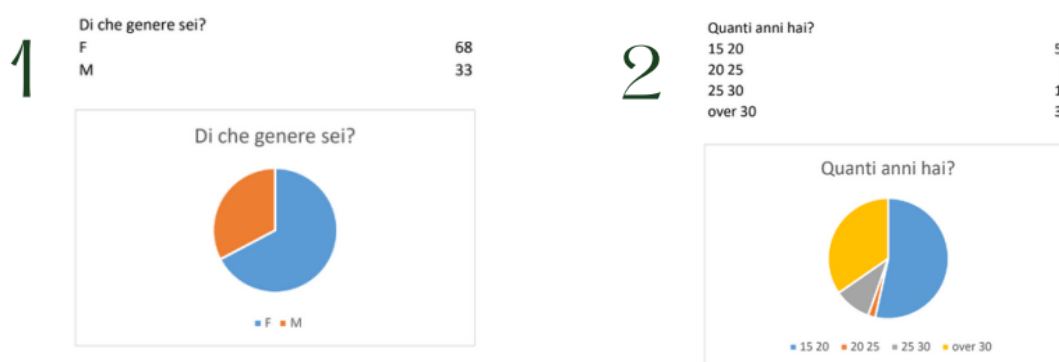 1
Di che genere sei?
F 68
M 33
Di che genere sei?
F M
2
Quanti anni hai?
15 20
20 25
25 30
over 30
Quanti anni hai?
15 20 20 25 25 30 over 30